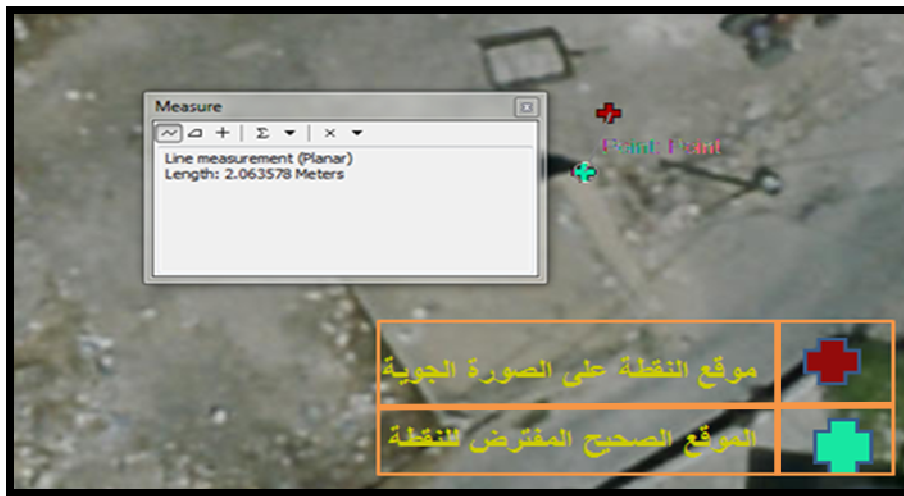 Measure
Line measurement (Planar)
Length: 2.063578 Meters
Point: Point
موقع النقطة على الصورة الجوية
الموقع الصحيح المفترض للنقطة